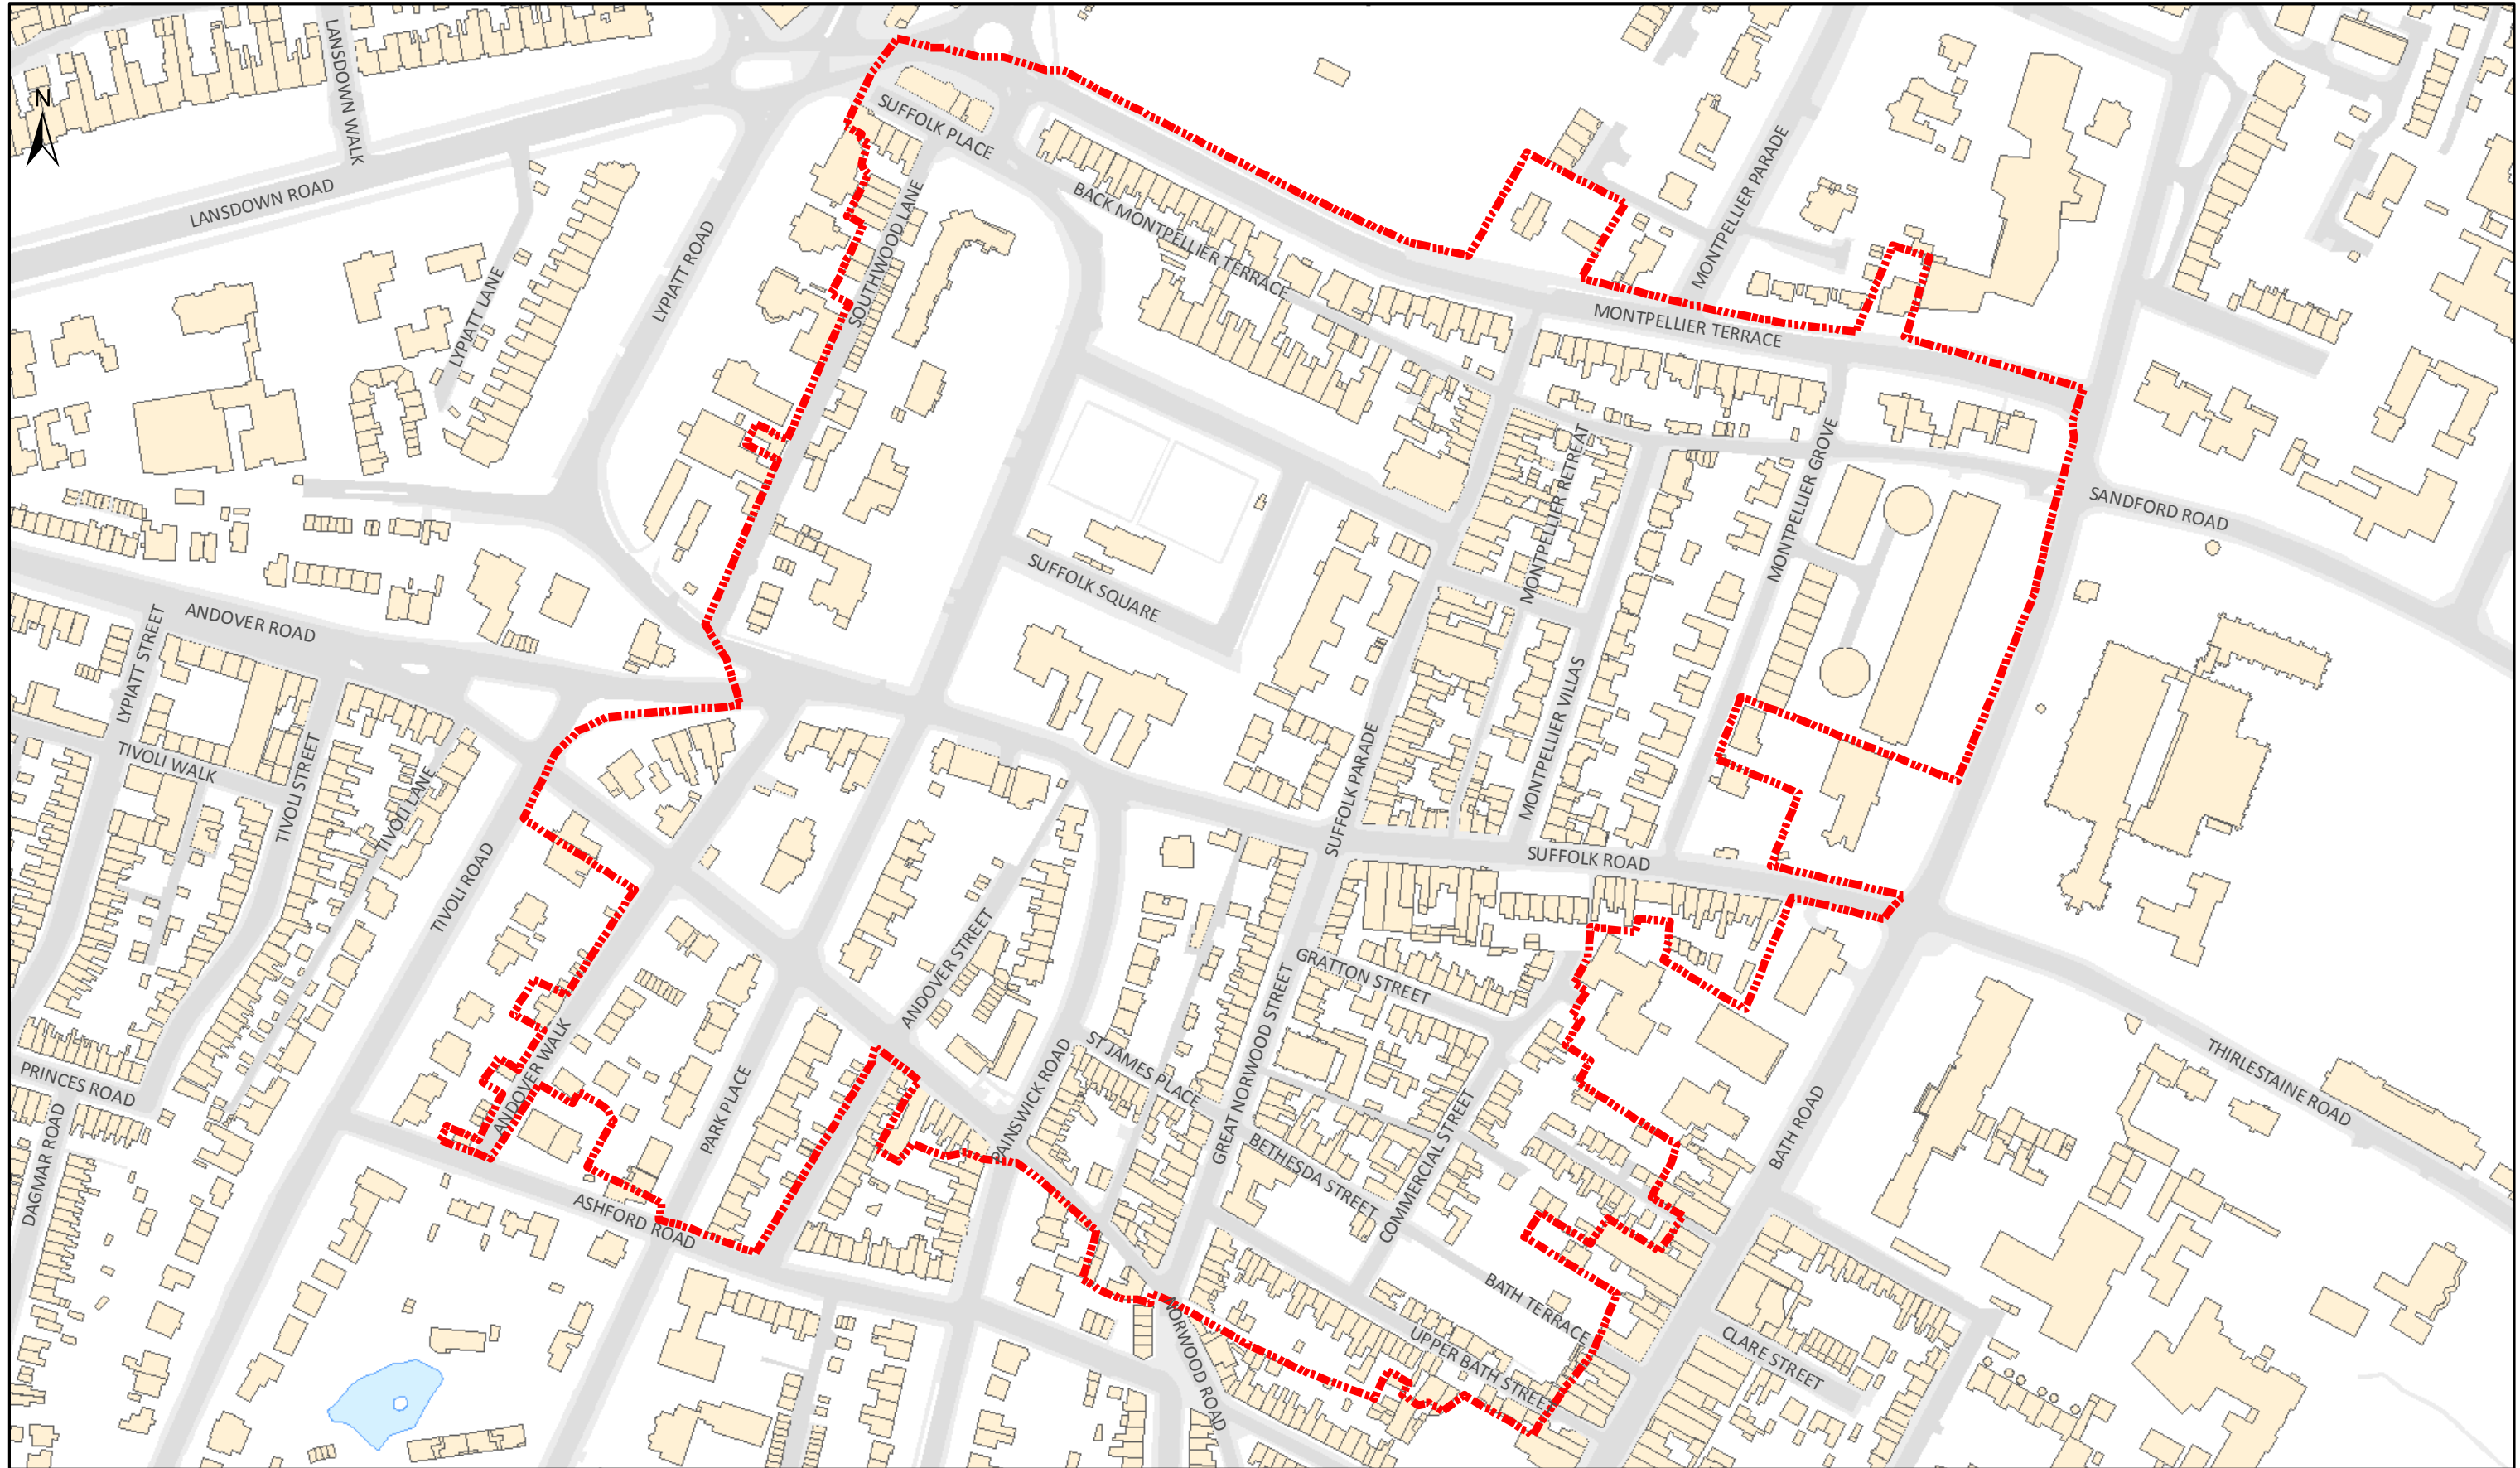 LANSDOWN WALK
N
SUFFOLK PLACE
LANSDOWN ROAD
BACK MONTPELLIER TERRACE
MONTPELLIER PARADE
SOUTHWOOD LANE
LYPIATT ROAD
LYPIATT LANE
MONTPELLIER TERRACE
MONTPELLIER RETREAT
MONTPELLIER GROVE
SANDFORD ROAD
SUFFOLK SQUARE
ANDOVER ROAD
LYPIATT STREET
TIVOLI WALK
TIVOLI STREET
TIVOLI LANE
MONTPELLIER VILLAS
SUFFOLK PARADE
SUFFOLK ROAD
TIVOLI ROAD
ANDOVER STREET
GRATTON STREET
GREAT NORWOOD STREET
ST JAMES PLACE
PAINSWICK ROAD
ANDOVER WALK
PARK PLACE
PRINCES ROAD
DAGMAR ROAD
THIRLESTAINE ROAD
BATH ROAD
COMMERCIAL STREET
BETHESDA STREET
ASHFORD ROAD
BATH TERRACE
UPPER BATH STREET
CLARE STREET
NORWOOD ROAD